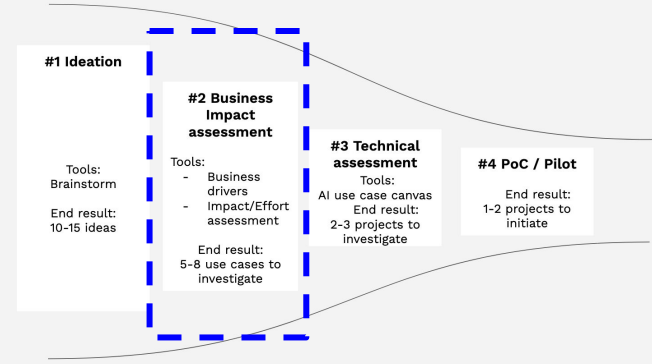 #1 Ideation
Tools:
Brainstorm
End result:
10-15 ideas
#2 Business
Impact
assessment
Tools:
- Business
drivers
- Impact/Effort
assessment
End result:
5-8 use cases to
investigate
#3 Technical
assessment
Tools:
AI use case canvas
End result:
2-3 projects to
investigate
#4 PoC / Pilot
End result:
1-2 projects to
initiate